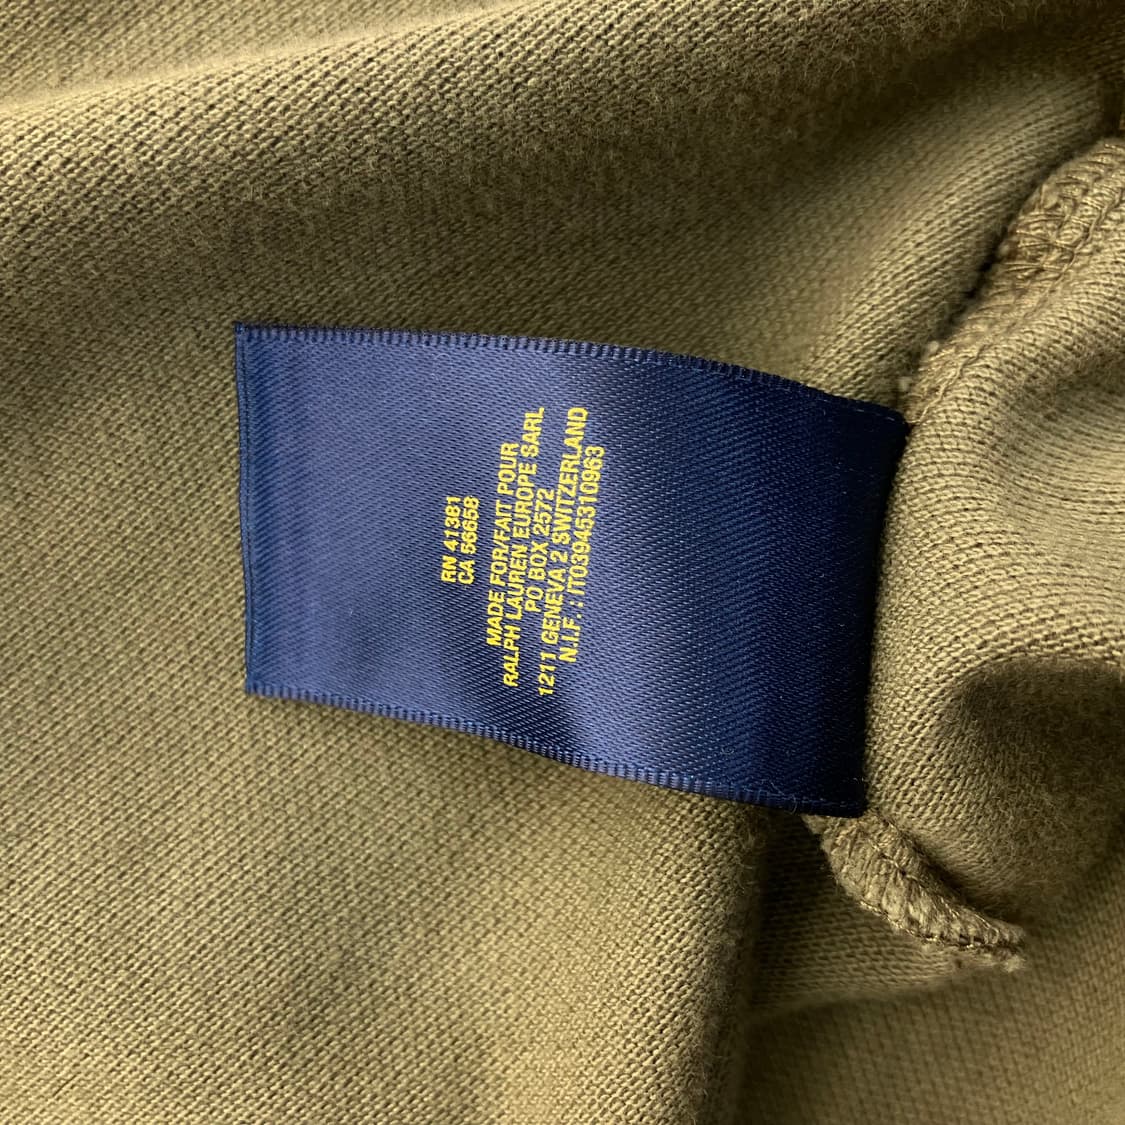 RN 41381
CA 56658
MADE FOR/FAIT POUR
RALPH LAUREN EUROPE SARL
PO BOX 2572
1211 GENEVA 2 SWITZERLAND
N.I.F. : IT03945310963